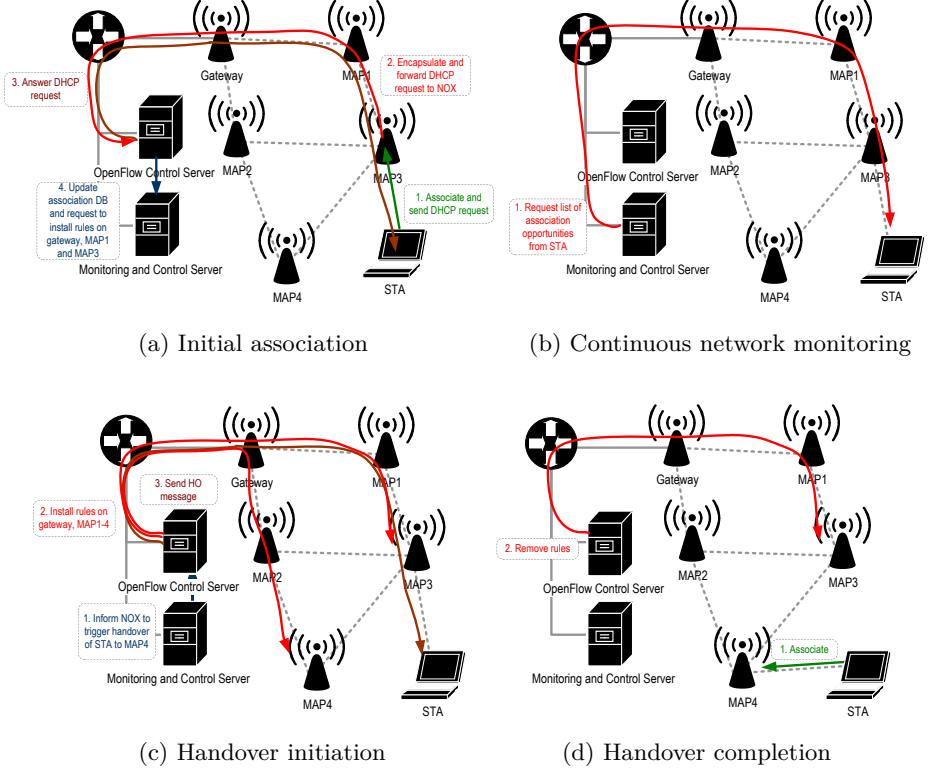 Gateway
MAP1
2. Encapsulate and
forward DHCP
request to NOX
3. Answer DHCP
request
OpenFlow Control Server
MAP2
MAP3
4. Update
association DB
and request to
install rules on
gateway, MAP1
and MAP3
1. Associate and
send DHCP request
Monitoring and Control Server
MAP4
STA
(a) Initial association
Gateway
MAP1
OpenFlow Control Server
MAP2
MAP3
1. Request list of
association
opportunities
from STA
Monitoring and Control Server
MAP4
STA
(b) Continuous network monitoring
Gateway
MAP1
3. Send HO
message
2. Install rules on
gateway, MAP1-4
OpenFlow Control Server
MAP2
MAP3
1. Inform NOX to
trigger handover
of STA to MAP4
Monitoring and Control Server
MAP4
STA
(c) Handover initiation
Gateway
MAP1
2. Remove rules
OpenFlow Control Server
MAP2
MAP3
1. Associate
Monitoring and Control Server
MAP4
STA
(d) Handover completion